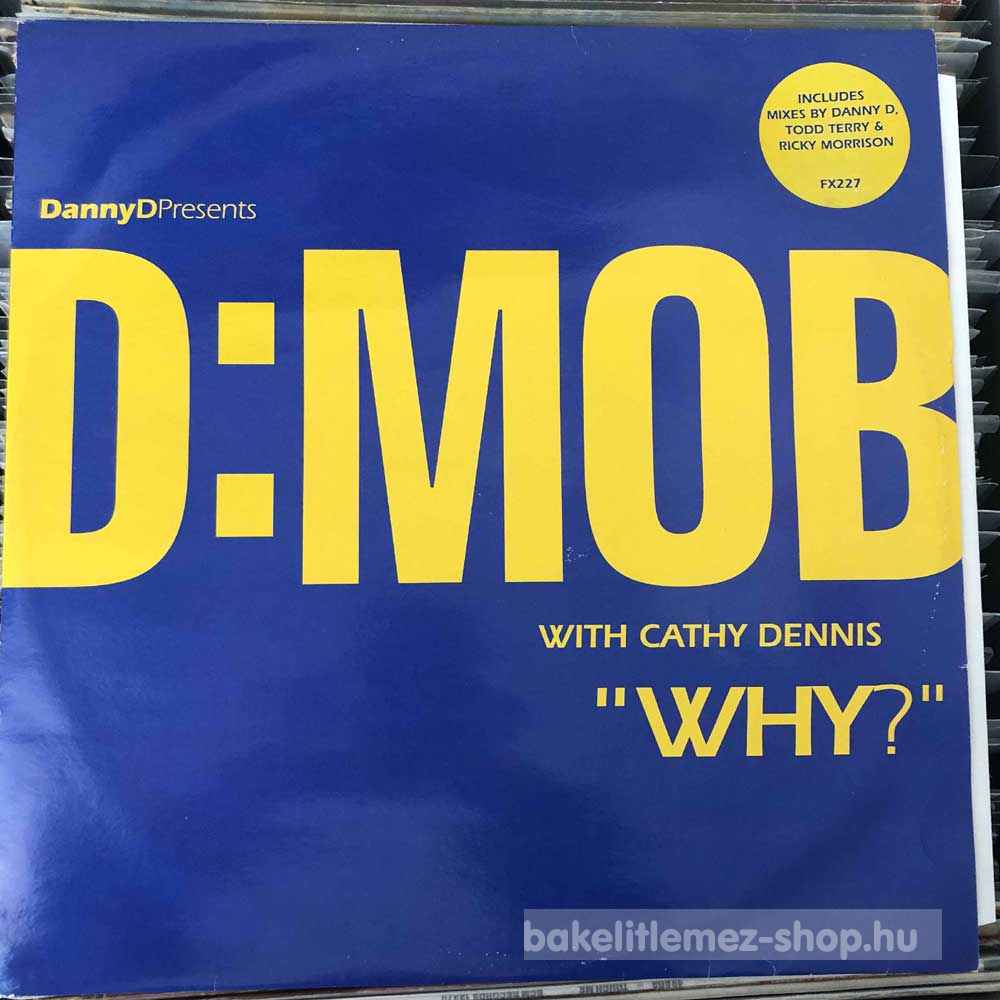 INCLUDES
MIXES BY DANNY D,
TODD TERRY &
RICKY MORRISON
FX227
DannyDPresents
D:MOB
WITH CATHY DENNIS
"WHY?"
bakelitlemez-shop.hu